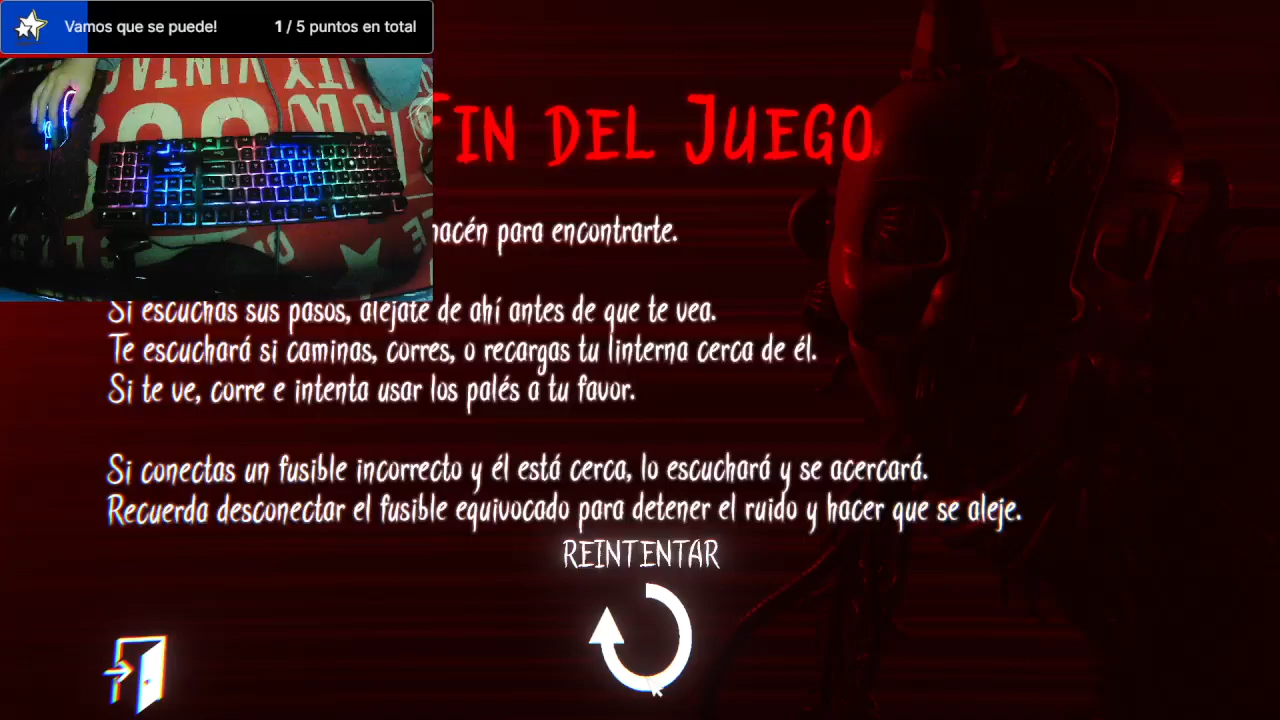 Vamos que se puede! 1 / 5 puntos en total
FIN DEL JUEGO
para encontrarte.
Si escuchas sus pasos, aléjate de ahí antes de que te vea.
Te escuchará si caminas, corres, o recargas tu linterna cerca de él.
Si te ve, corre e intenta usar los palés a tu favor.
Si conectas un fusible incorrecto y él está cerca, lo escuchará y se acercará.
Recuerda desconectar el fusible equivocado para detener el ruido y hacer que se aleje.
REINTENTAR